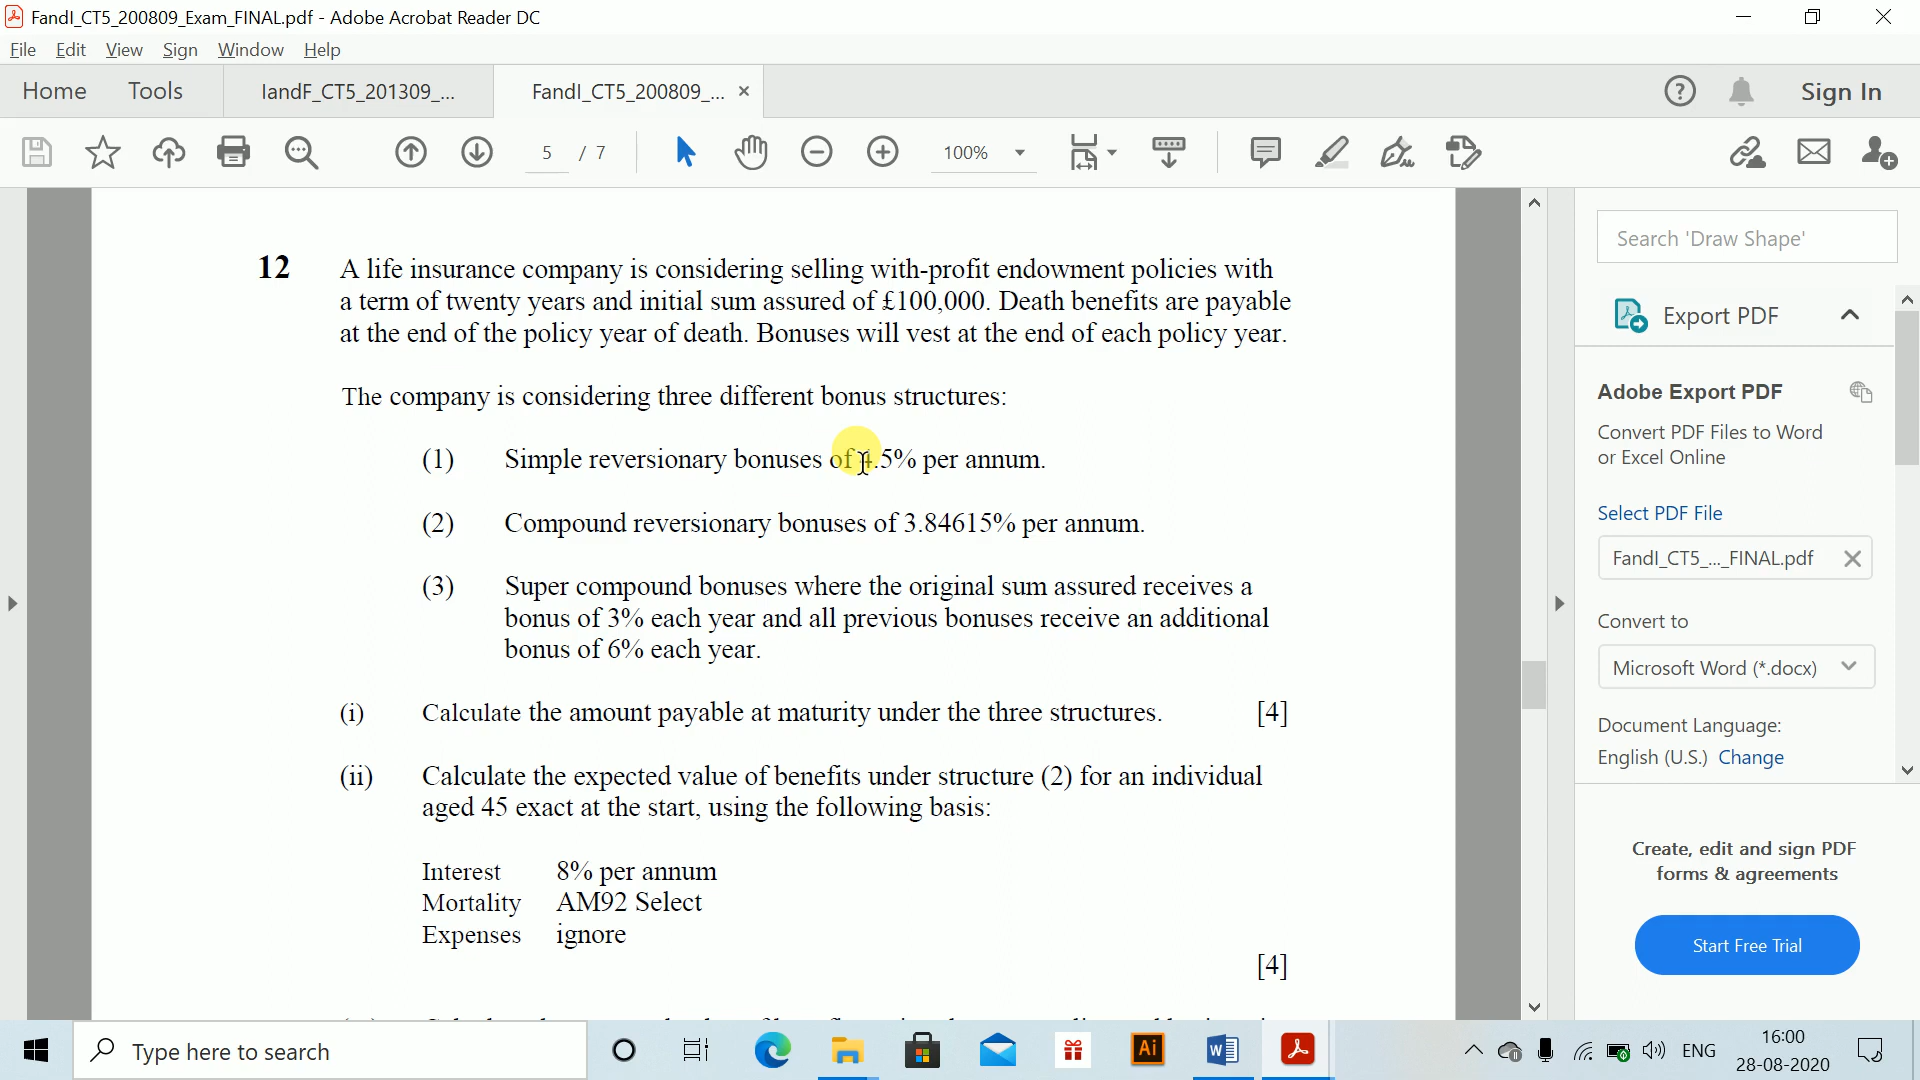 FandI_CT5_200809_Exam_FINAL.pdf - Adobe Acrobat Reader DC
File Edit View Sign Window Help
Home Tools IandF_CT5_201309_... FandI_CT5_200809_... × Sign In
5 / 7 100%
Search 'Draw Shape'
Export PDF
Adobe Export PDF
Convert PDF Files to Word
or Excel Online
Select PDF File
FandI_CT5_..._FINAL.pdf
Convert to
Microsoft Word (*.docx)
Document Language:
English (U.S.) Change
Create, edit and sign PDF
forms & agreements
Start Free Trial
12 A life insurance company is considering selling with-profit endowment policies with
a term of twenty years and initial sum assured of £100,000. Death benefits are payable
at the end of the policy year of death. Bonuses will vest at the end of each policy year.
The company is considering three different bonus structures:
(1) Simple reversionary bonuses of 4.5% per annum.
(2) Compound reversionary bonuses of 3.84615% per annum.
(3) Super compound bonuses where the original sum assured receives a
bonus of 3% each year and all previous bonuses receive an additional
bonus of 6% each year.
(i) Calculate the amount payable at maturity under the three structures. [4]
(ii) Calculate the expected value of benefits under structure (2) for an individual
aged 45 exact at the start, using the following basis:
Interest 8% per annum
Mortality AM92 Select
Expenses ignore
[4]
Type here to search
Ai
ENG
16:00
28-08-2020